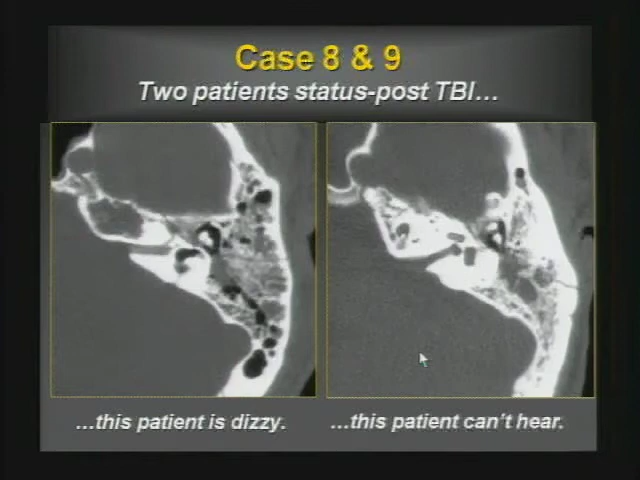 Case 8 & 9
Two patients status-post TBI...
...this patient is dizzy.
...this patient can't hear.